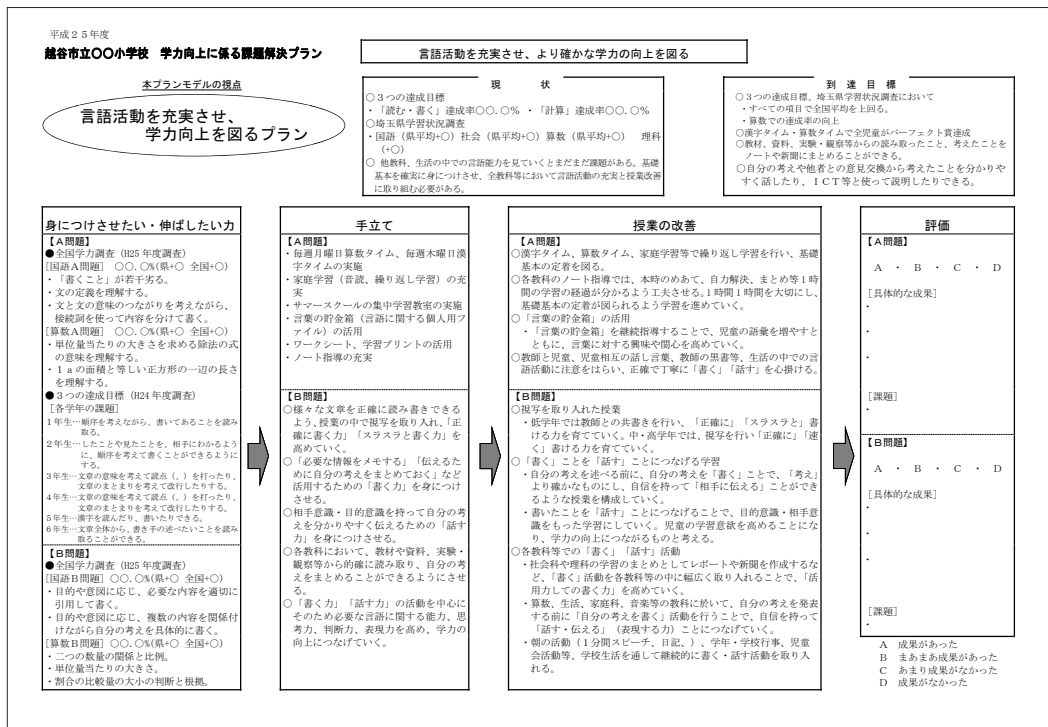 平成２５年度
越谷市立〇〇小学校　学力向上に係る課題解決プラン
言語活動を充実させ、より確かな学力の向上を図る
本プランモデルの視点
言語活動を充実させ、
学力向上を図るプラン
現　　　状
○３つの達成目標
・「読む・書く」達成率〇〇.〇%　・「計算」達成率〇〇.〇%
○埼玉県学習状況調査
・国語（県平均+〇）社会（県平均+〇）算数（県平均+〇）　理科
(+〇）
○ 他教科、生活の中での言語能力を見ていくとまだまだ課題がある。基礎
基本を確実に身につけさせ、全教科等において言語活動の充実と授業改善
に取り組む必要がある。
到 達 目 標
○３つの達成目標、埼玉県学習状況調査において
・すべての項目で全国平均を上回る。
・算数での達成率の向上
○漢字タイム・算数タイムで全児童がパーフェクト賞達成
○教材、資料、実験・観察等からの読み取ったこと、考えたことを
ノートや新聞にまとめることができる。
○自分の考えや他者との意見交換から考えたことを分かりや
すく話したり、ＩＣＴ等と使って説明したりできる。
身につけさせたい・伸ばしたい力
【Ａ問題】
●全国学力調査（H25 年度調査）
[国語Ａ問題]　〇〇.〇%(県+〇 全国+〇）
・「書くこと」が若干劣る。
・文の定義を理解する。
・文と文の意味のつながりを考えながら、
接続詞を使って内容を分けて書く。
[算数Ａ問題]　〇〇.〇%(県+〇 全国+〇）
・単位量当たりの大きさを求める除法の式
の意味を理解する。
・１ａの面積と等しい正方形の一辺の長さ
を理解する。
●３つの達成目標（H24 年度調査）
［各学年の課題］
１年生…順序を考えながら、書いてあることを読み
取る。
２年生…したことや見たことを、相手にわかるよう
に、順序を考えて書くことができるように
する。
３年生…文章の意味を考えて読点（、）を打ったり、
文章のまとまりを考えて改行したりする。
４年生…文章の意味を考えて読点（、）を打ったり、
文章のまとまりを考えて改行したりする。
５年生…漢字を読んだり、書いたりできる。
６年生…文章全体から、書き手の述べたいことを読み
取ることができる。
【Ｂ問題】
●全国学力調査（H25 年度調査）
[国語Ｂ問題] 〇〇.〇%(県+〇 全国+〇）
・目的や意図に応じ、必要な内容を適切に
引用して書く。
・目的や意図に応じ、複数の内容を関係付
けながら自分の考えを具体的に書く。
[算数Ｂ問題] 〇〇.〇%(県+〇 全国+〇）
・二つの数量の関係と比例。
・単位量当たりの大きさ。
・割合の比較量の大小の判断と根拠。
手立て
【Ａ問題】
・毎週月曜日算数タイム、毎週木曜日漢
字タイムの実施
・家庭学習（音読、繰り返し学習）の充
実
・サマースクールの集中学習教室の実施
・言葉の貯金箱（言語に関する個人用フ
ァイル）の活用
・ワークシート、学習プリントの活用
・ノート指導の充実
【Ｂ問題】
○様々な文章を正確に読み書きできる
よう、授業の中で視写を取り入れ、「正
確に書く力」「スラスラと書く力」を
高めていく。
○「必要な情報をメモする」「伝えるた
めに自分の考えをまとめておく」など
活用するための「書く力」を身につけ
させる。
○相手意識・目的意識を持って自分の考
えを分かりやすく伝えるための「話す
力」を身につけさせる。
○各教科において、教材や資料、実験・
観察等から的確に読み取り、自分の考
えをまとめることができるようにさせ
る。
○「書く力」「話す力」の活動を中心に
そのため必要な言語に関する能力、思
考力、判断力、表現力を高め、学力の
向上につなげていく。
授業の改善
【Ａ問題】
○漢字タイム、算数タイム、家庭学習等で繰り返し学習を行い、基礎
基本の定着を図る。
○各教科のノート指導では、本時のめあて、自力解決、まとめ等１時
間の学習の経過が分かるよう工夫させる。１時間１時間を大切にし、
基礎基本の定着が図られるよう学習を進めていく。
○「言葉の貯金箱」の活用
・「言葉の貯金箱」を継続指導することで、児童の語彙を増やすと
ともに、言葉に対する興味や関心を高めていく。
○教師と児童、児童相互の話し言葉、教師の黒書等、生活の中での言
語活動に注意をはらい、正確で丁寧に「書く」「話す」を心掛ける。
【Ｂ問題】
○視写を取り入れた授業
・低学年では教師との共書きを行い、「正確に」「スラスラと」書
ける力を育てていく。中・高学年では、視写を行い「正確に」「速
く」書ける力を育てていく。
○「書く」ことを「話す」ことにつなげる学習
・自分の考えを述べる前に、自分の考えを「書く」ことで、「考え」
より確かなものにし、自信を持って「相手に伝える」ことができ
るような授業を構成していく。
・書いたことを「話す」ことにつなげることで、目的意識・相手意
識をもった学習にしていく。児童の学習意欲を高めることにな
り、学力の向上につながるものと考える。
○各教科等での「書く」「話す」活動
・社会科や理科の学習のまとめとしてレポートや新聞を作成するな
ど、「書く」活動を各教科等の中に幅広く取り入れることで、「活
用力しての書く力」を高めていく。
・算数、生活、家庭科、音楽等の教科に於いて、自分の考えを発表
する前に「自分の考えを書く」活動を行うことで、自信を持って
「話す・伝える」（表現する力）ことにつなげていく。
・朝の活動（１分間スピーチ、日記、）、学年・学校行事、児童
会活動等、学校生活を通して継続的に書く・話す活動を取り入
れる。
評価
【Ａ問題】
Ａ　・　Ｂ　・　Ｃ　・　Ｄ
［具体的な成果］
・
・
・
［課題］
・
【Ｂ問題】
Ａ　・　Ｂ　・　Ｃ　・　Ｄ
［具体的な成果］
・
・
・
［課題］
・
Ａ　成果があった
Ｂ　まあまあ成果があった
Ｃ　あまり成果がなかった
Ｄ　成果がなかった